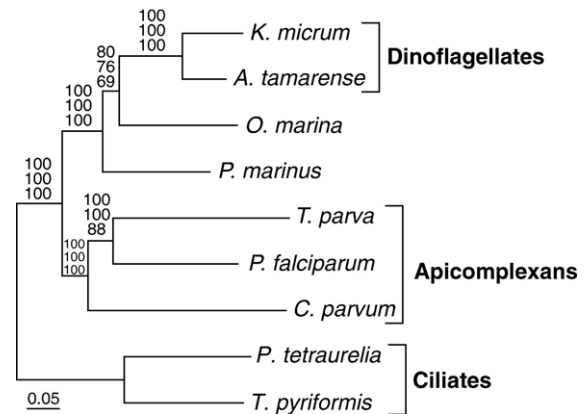 100
100
100
K. micrum
Dinoflagellates
80
76
69
A. tamarense
100
100
100
O. marina
P. marinus
100
100
100
100
100
88
T. parva
100
100
100
P. falciparum
Apicomplexans
C. parvum
P. tetraurelia
Ciliates
0.05
T. pyriformis